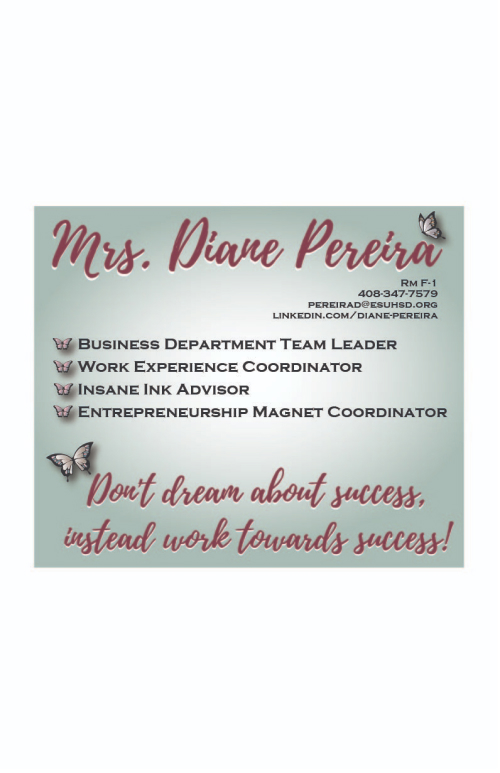 Mrs. Diane Pereira
Rm F-1
408-347-7579
pereirad@esuhsd.org
linkedin.com/diane-pereira
Business Department Team Leader
Work Experience Coordinator
Insane Ink Advisor
Entrepreneurship Magnet Coordinator
Don't dream about success,
instead work towards success!